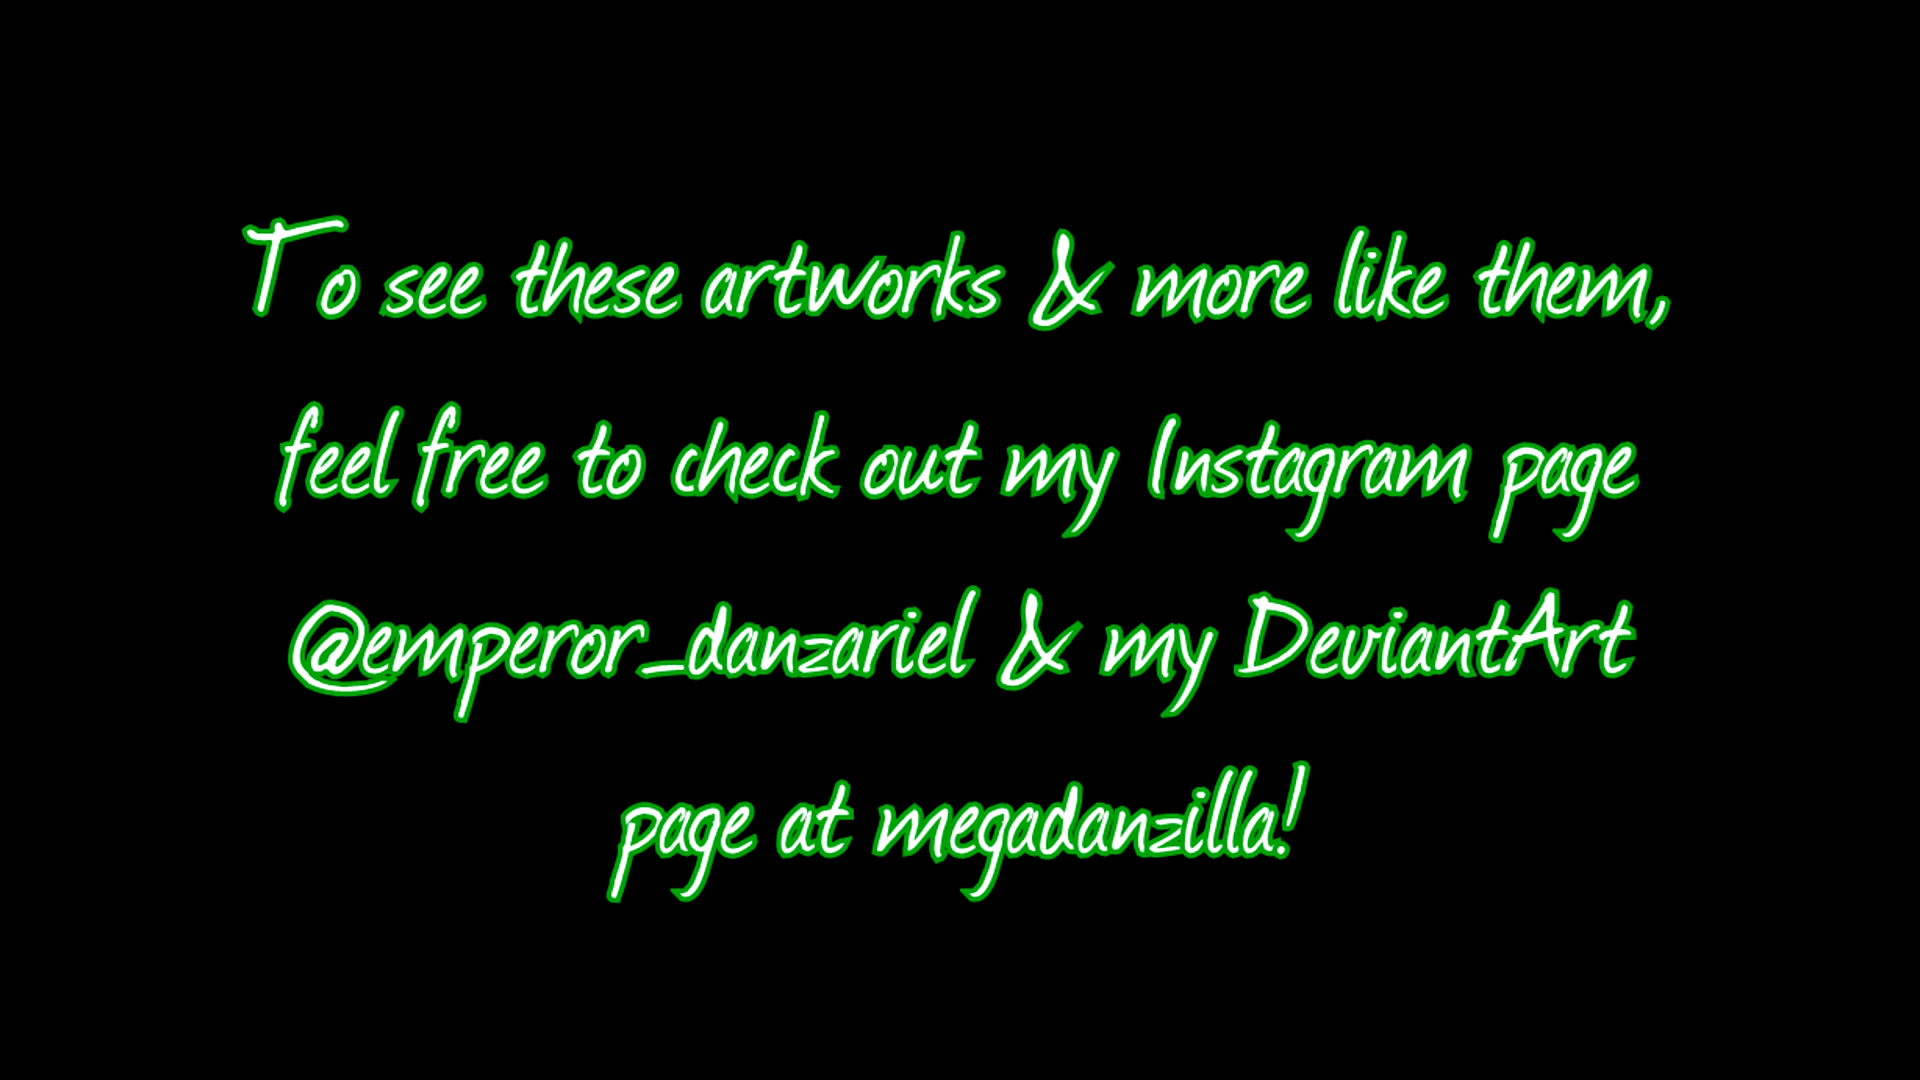 To see these artworks & more like them,
feel free to check out my Instagram page
@emperor_danzariel & my DeviantArt
page at megadanzilla!